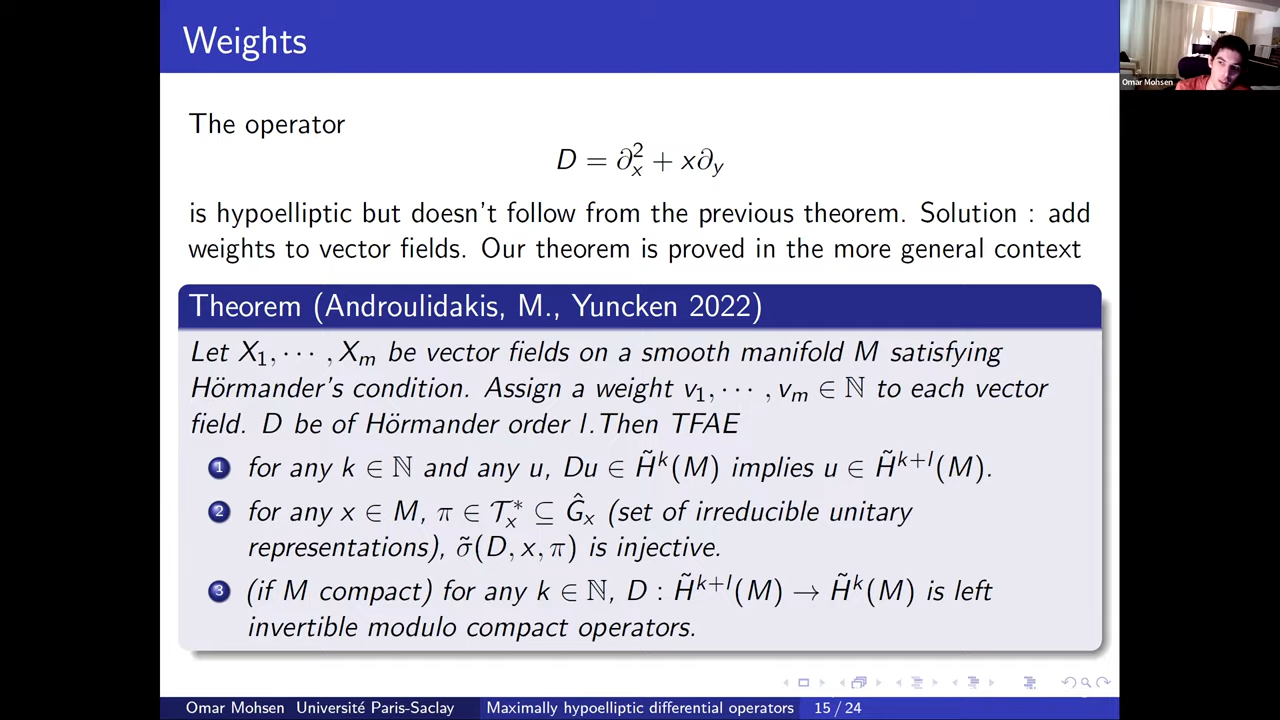 Weights
Omar Mohsen
The operator
D = ∂²ₓ + x∂ᵧ
is hypoelliptic but doesn't follow from the previous theorem. Solution : add
weights to vector fields. Our theorem is proved in the more general context
Theorem (Androulidakis, M., Yuncken 2022)
Let X₁, ⋯ , Xₘ be vector fields on a smooth manifold M satisfying
Hörmander's condition. Assign a weight v₁, ⋯ , vₘ ∈ ℕ to each vector
field. D be of Hörmander order l.Then TFAE
1 for any k ∈ ℕ and any u, Du ∈ H̃ᵏ(M) implies u ∈ H̃ᵏ⁺ˡ(M).
2 for any x ∈ M, π ∈ 𝒯ₓ* ⊆ Ĝₓ (set of irreducible unitary
representations), σ̃(D, x, π) is injective.
3 (if M compact) for any k ∈ ℕ, D : H̃ᵏ⁺ˡ(M) → H̃ᵏ(M) is left
invertible modulo compact operators.
Omar Mohsen Université Paris-Saclay Maximally hypoelliptic differential operators 15 / 24